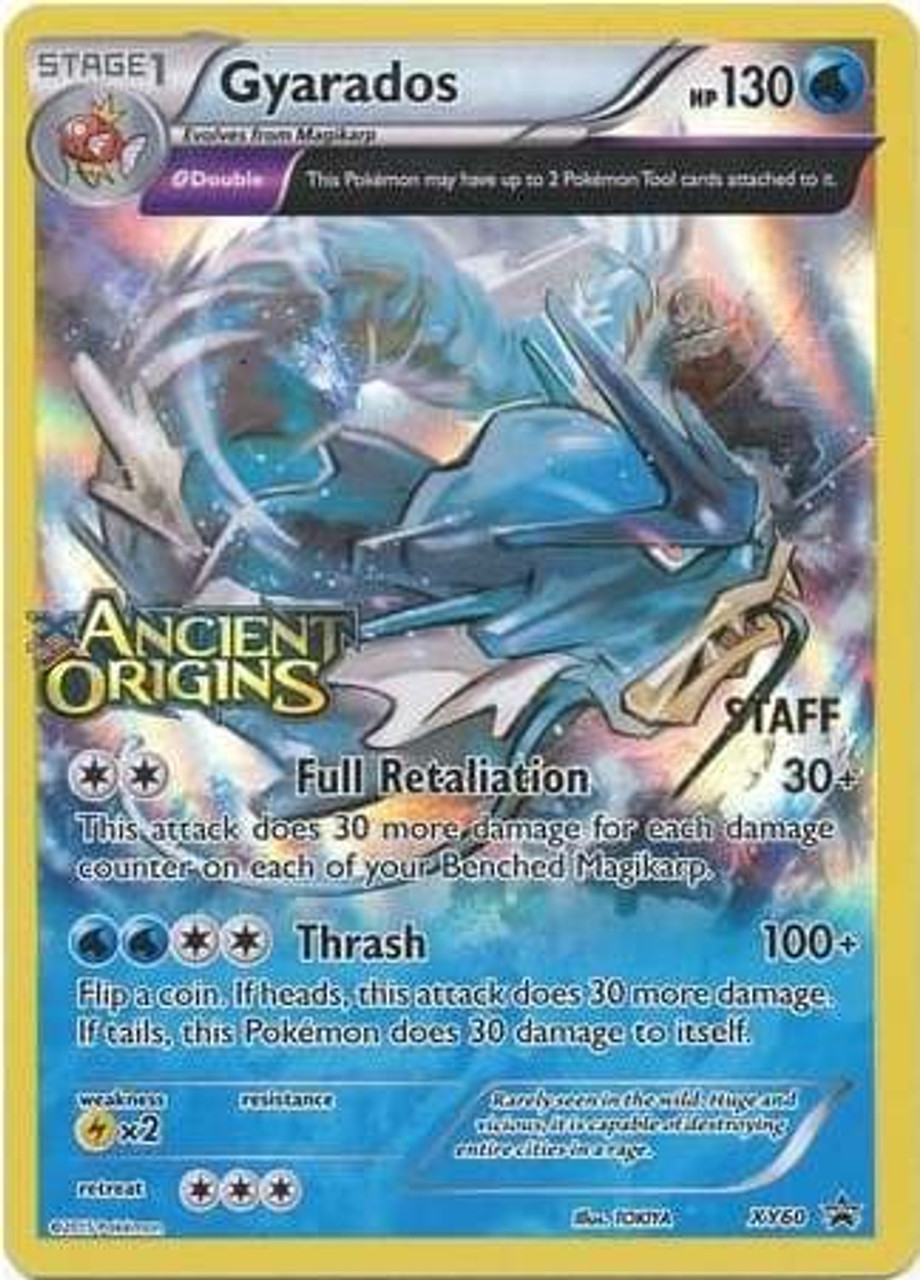 STAGE1
Gyarados
HP130
Evolves from Magikarp
θDouble
This Pokémon may have up to 2 Pokémon Tool cards attached to it.
ANCIENT
ORIGINS
STAFF
Full Retaliation 30+
This attack does 30 more damage for each damage
counter on each of your Benched Magikarp.
Thrash 100+
Flip a coin. If heads, this attack does 30 more damage.
If tails, this Pokémon does 30 damage to itself.
weakness resistance
×2
Rarely seen in the wild. Huge and
vicious, it is capable of destroying
entire cities in a rage.
retreat
©2015 Pokémon
Illus. TOKIYA
XY60